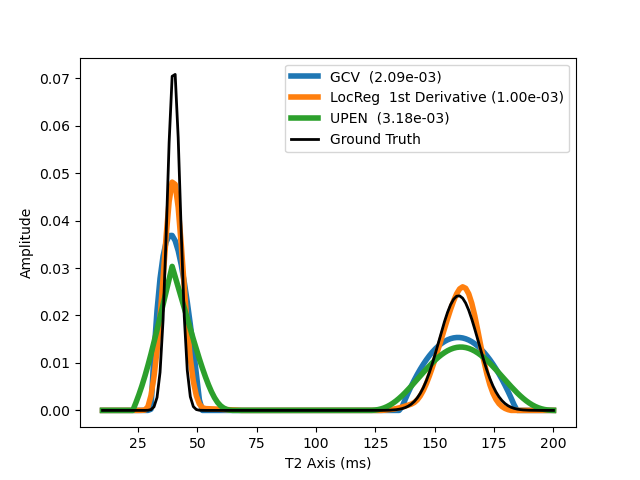 GCV (2.09e-03)
LocReg 1st Derivative (1.00e-03)
UPEN (3.18e-03)
Ground Truth
Amplitude
0.07
0.06
0.05
0.04
0.03
0.02
0.01
0.00
25 50 75 100 125 150 175 200
T2 Axis (ms)